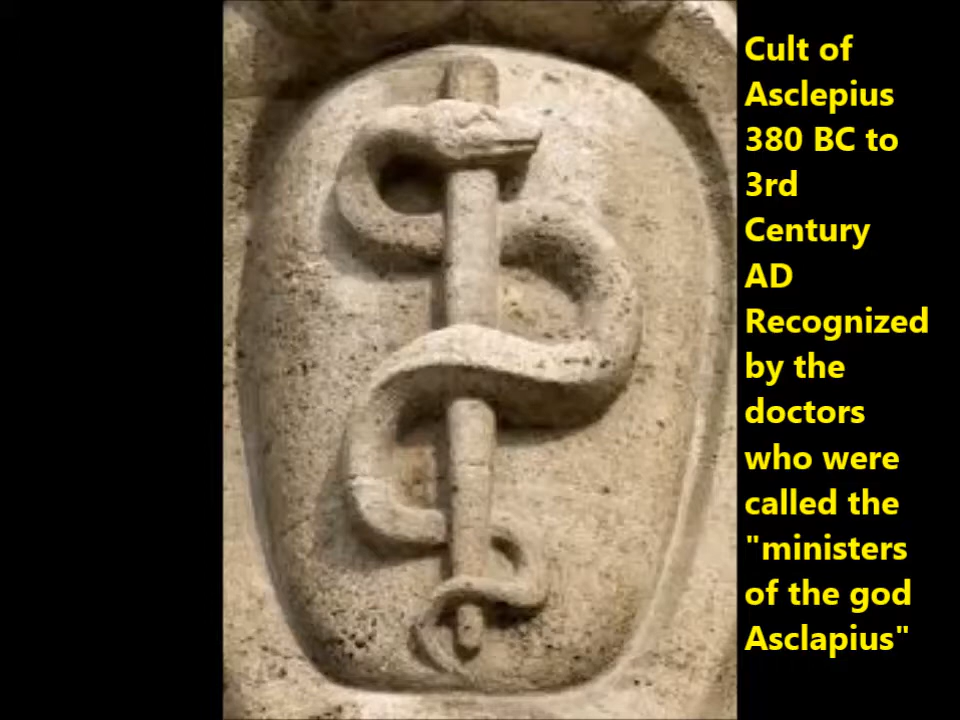 Cult of
Asclepius
380 BC to
3rd
Century
AD
Recognized
by the
doctors
who were
called the
"ministers
of the god
Asclapius"